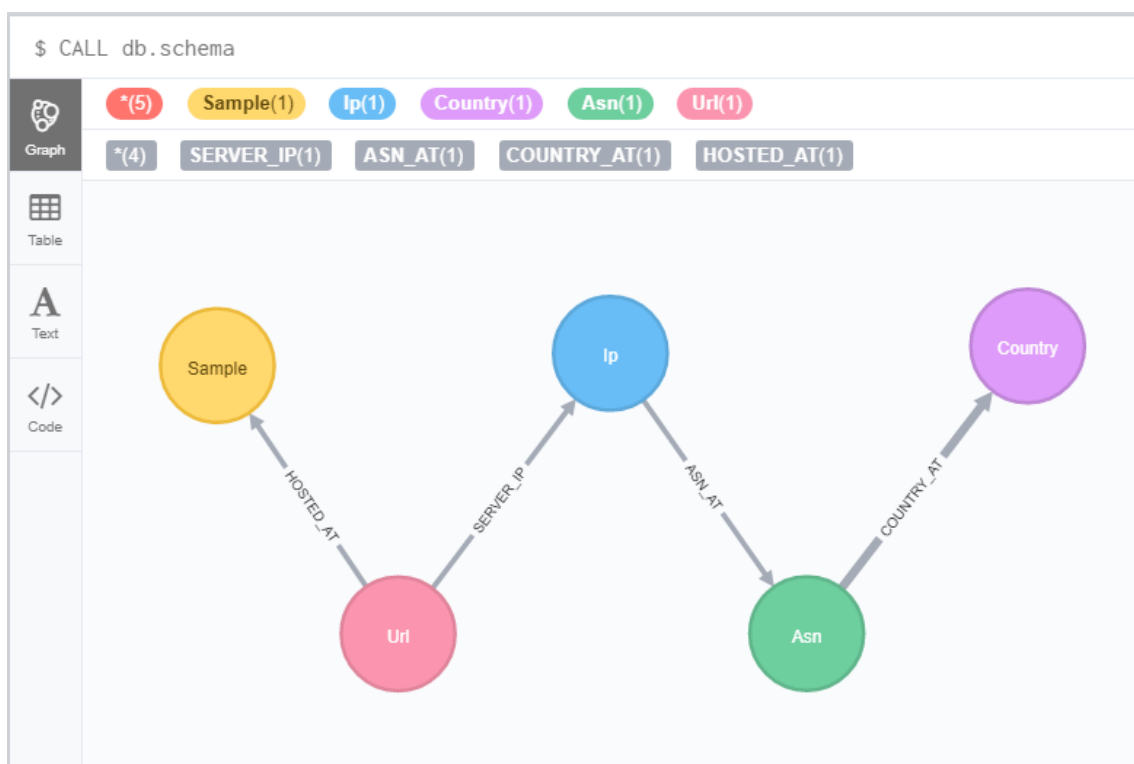 $ CALL db.schema
*(5) Sample(1) Ip(1) Country(1) Asn(1) Url(1)
*(4) SERVER_IP(1) ASN_AT(1) COUNTRY_AT(1) HOSTED_AT(1)
Graph
Table
A
Text
</>
Code
Sample
Ip
Country
HOSTED_AT
SERVER_IP
ASN_AT
COUNTRY_AT
Url
Asn